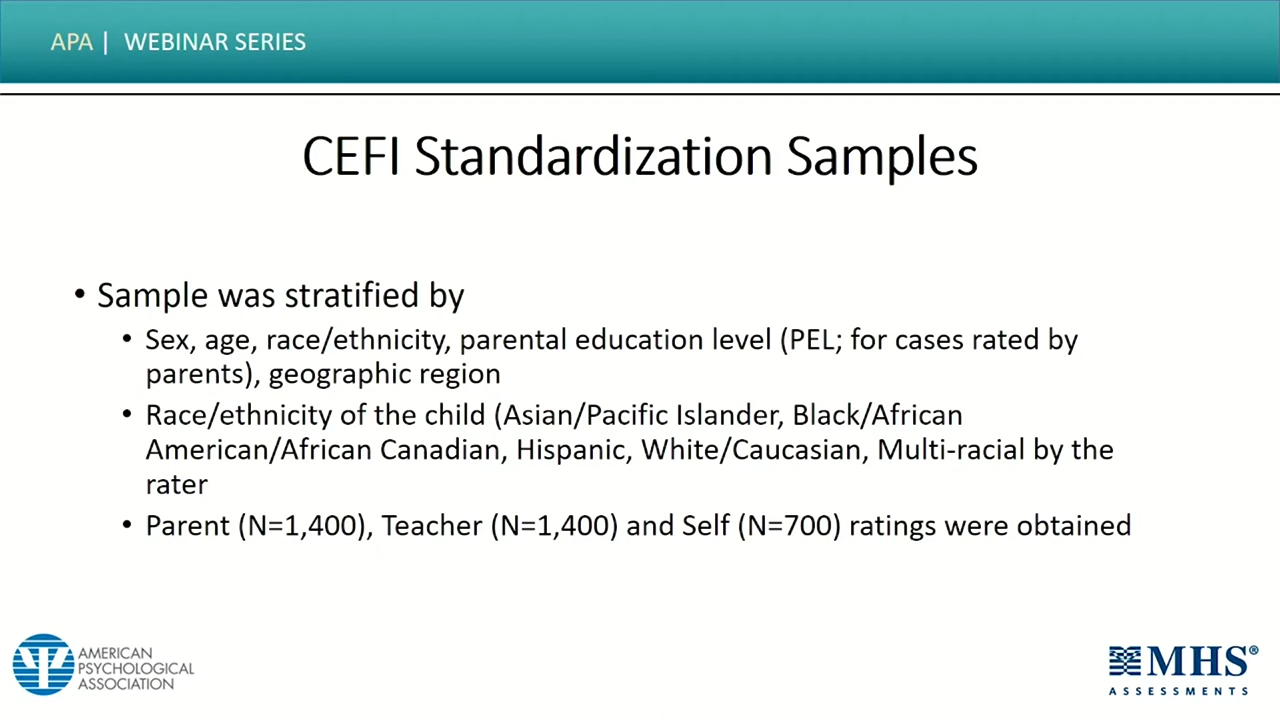 APA | WEBINAR SERIES
CEFI Standardization Samples
• Sample was stratified by
• Sex, age, race/ethnicity, parental education level (PEL; for cases rated by
parents), geographic region
• Race/ethnicity of the child (Asian/Pacific Islander, Black/African
American/African Canadian, Hispanic, White/Caucasian, Multi-racial by the
rater
• Parent (N=1,400), Teacher (N=1,400) and Self (N=700) ratings were obtained
AMERICAN
PSYCHOLOGICAL
ASSOCIATION
MHS®
ASSESSMENTS